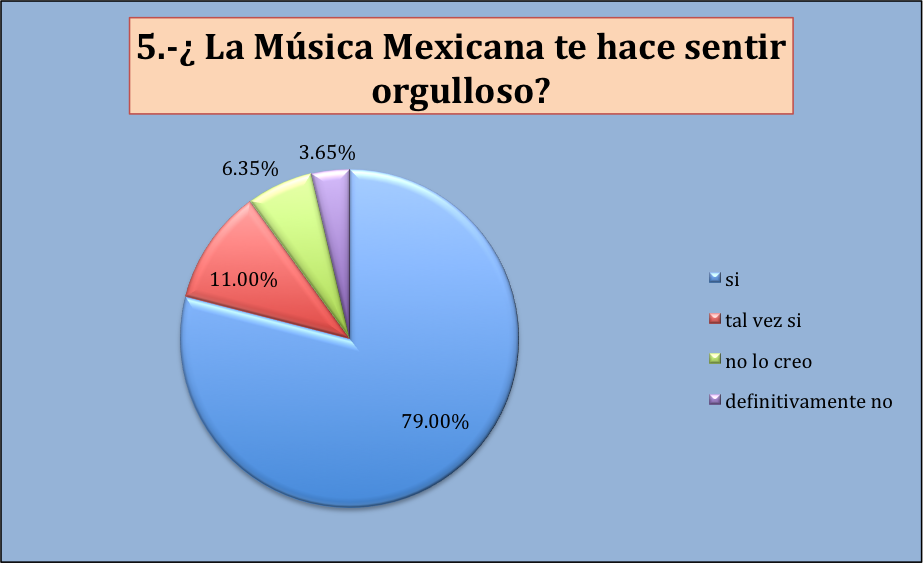 5.-¿ La Música Mexicana te hace sentir
orgulloso?
3.65%
6.35%
11.00%
79.00%
si
tal vez si
no lo creo
definitivamente no